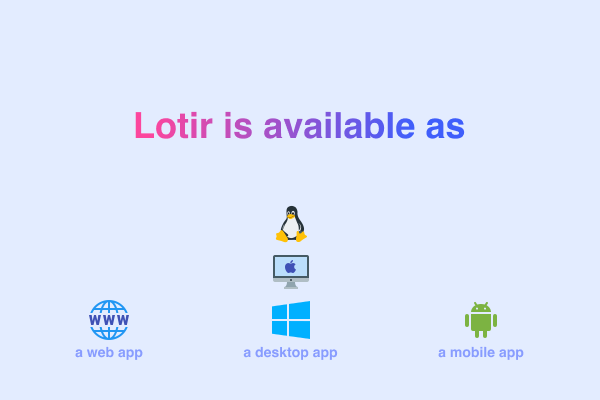 Lotir is available as
WWW
a web app
a desktop app
a mobile app